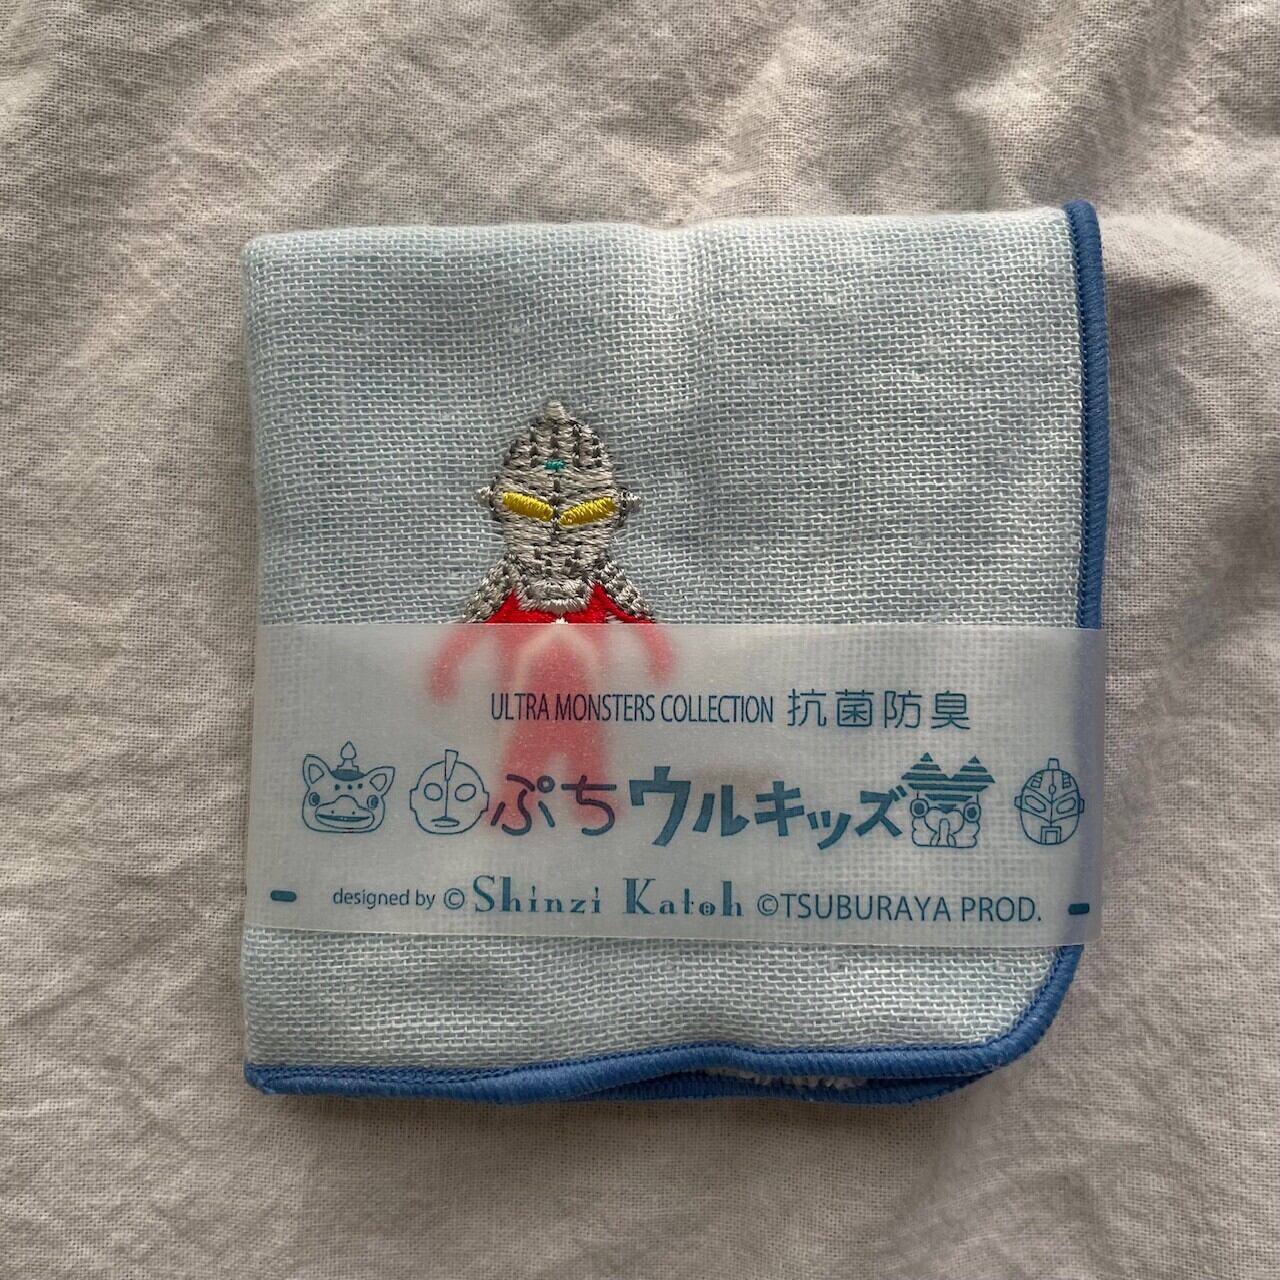 ULTRA MONSTERS COLLECTION 抗菌防臭
ぷちウルキッズ
designed by © Shinzi Katoh ©TSUBURAYA PROD.